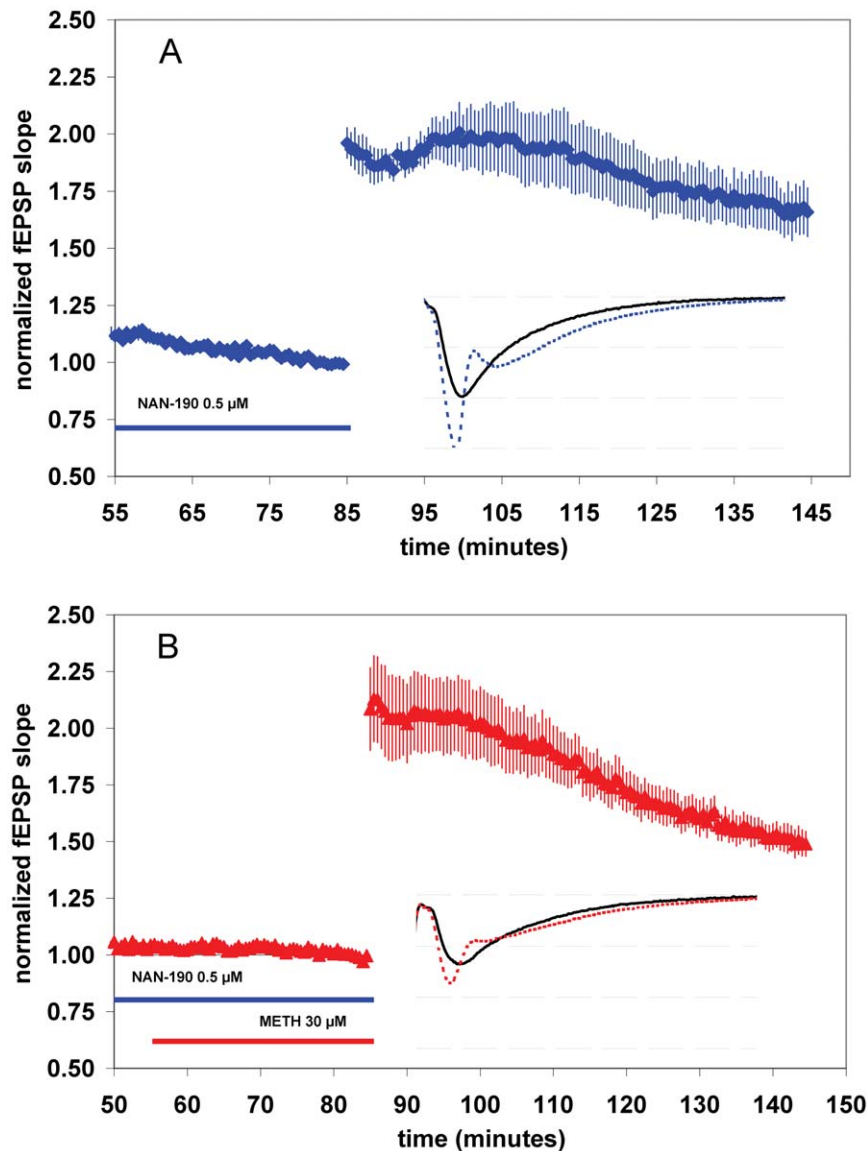 A
normalized fEPSP slope
2.50
2.25
2.00
1.75
1.50
1.25
1.00
0.75
0.50
NAN-190 0.5 µM
55 65 75 85 95 105 115 125 135 145
time (minutes)
B
normalized fEPSP slope
2.50
2.25
2.00
1.75
1.50
1.25
1.00
0.75
0.50
NAN-190 0.5 µM
METH 30 µM
50 60 70 80 90 100 110 120 130 140 150
time (minutes)